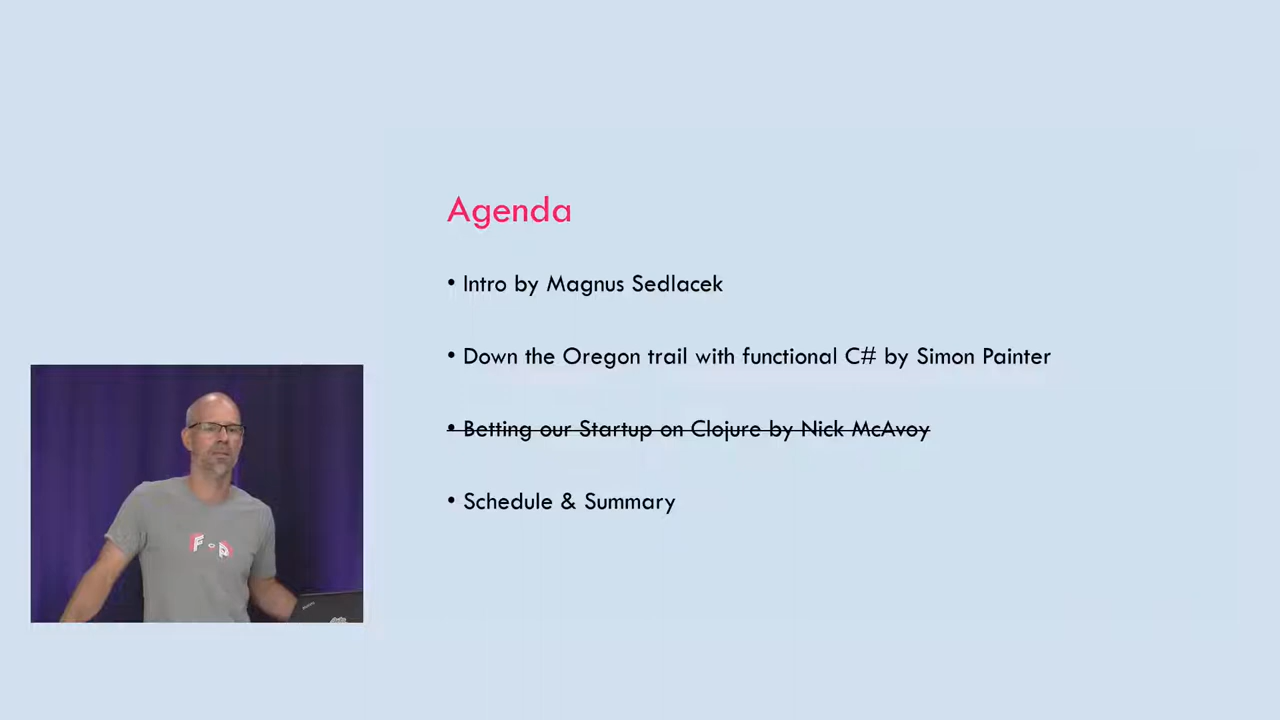 Agenda
• Intro by Magnus Sedlacek
• Down the Oregon trail with functional C# by Simon Painter
• Betting our Startup on Clojure by Nick McAvoy
• Schedule & Summary